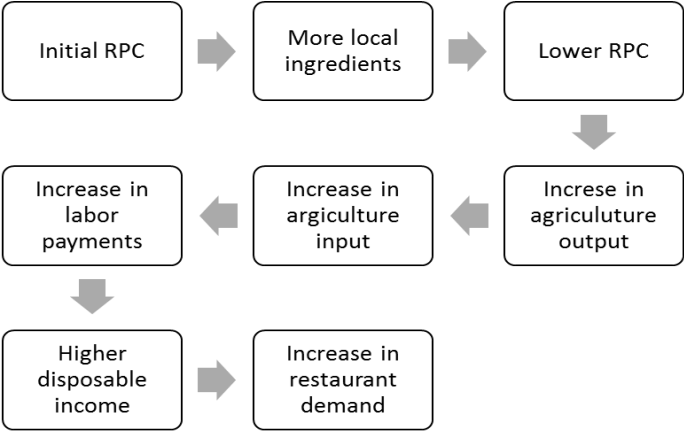 Initial RPC
More local
ingredients
Lower RPC
Increse in
agriculuture
output
Increase in
argiculture
input
Increase in
labor
payments
Higher
disposable
income
Increase in
restaurant
demand